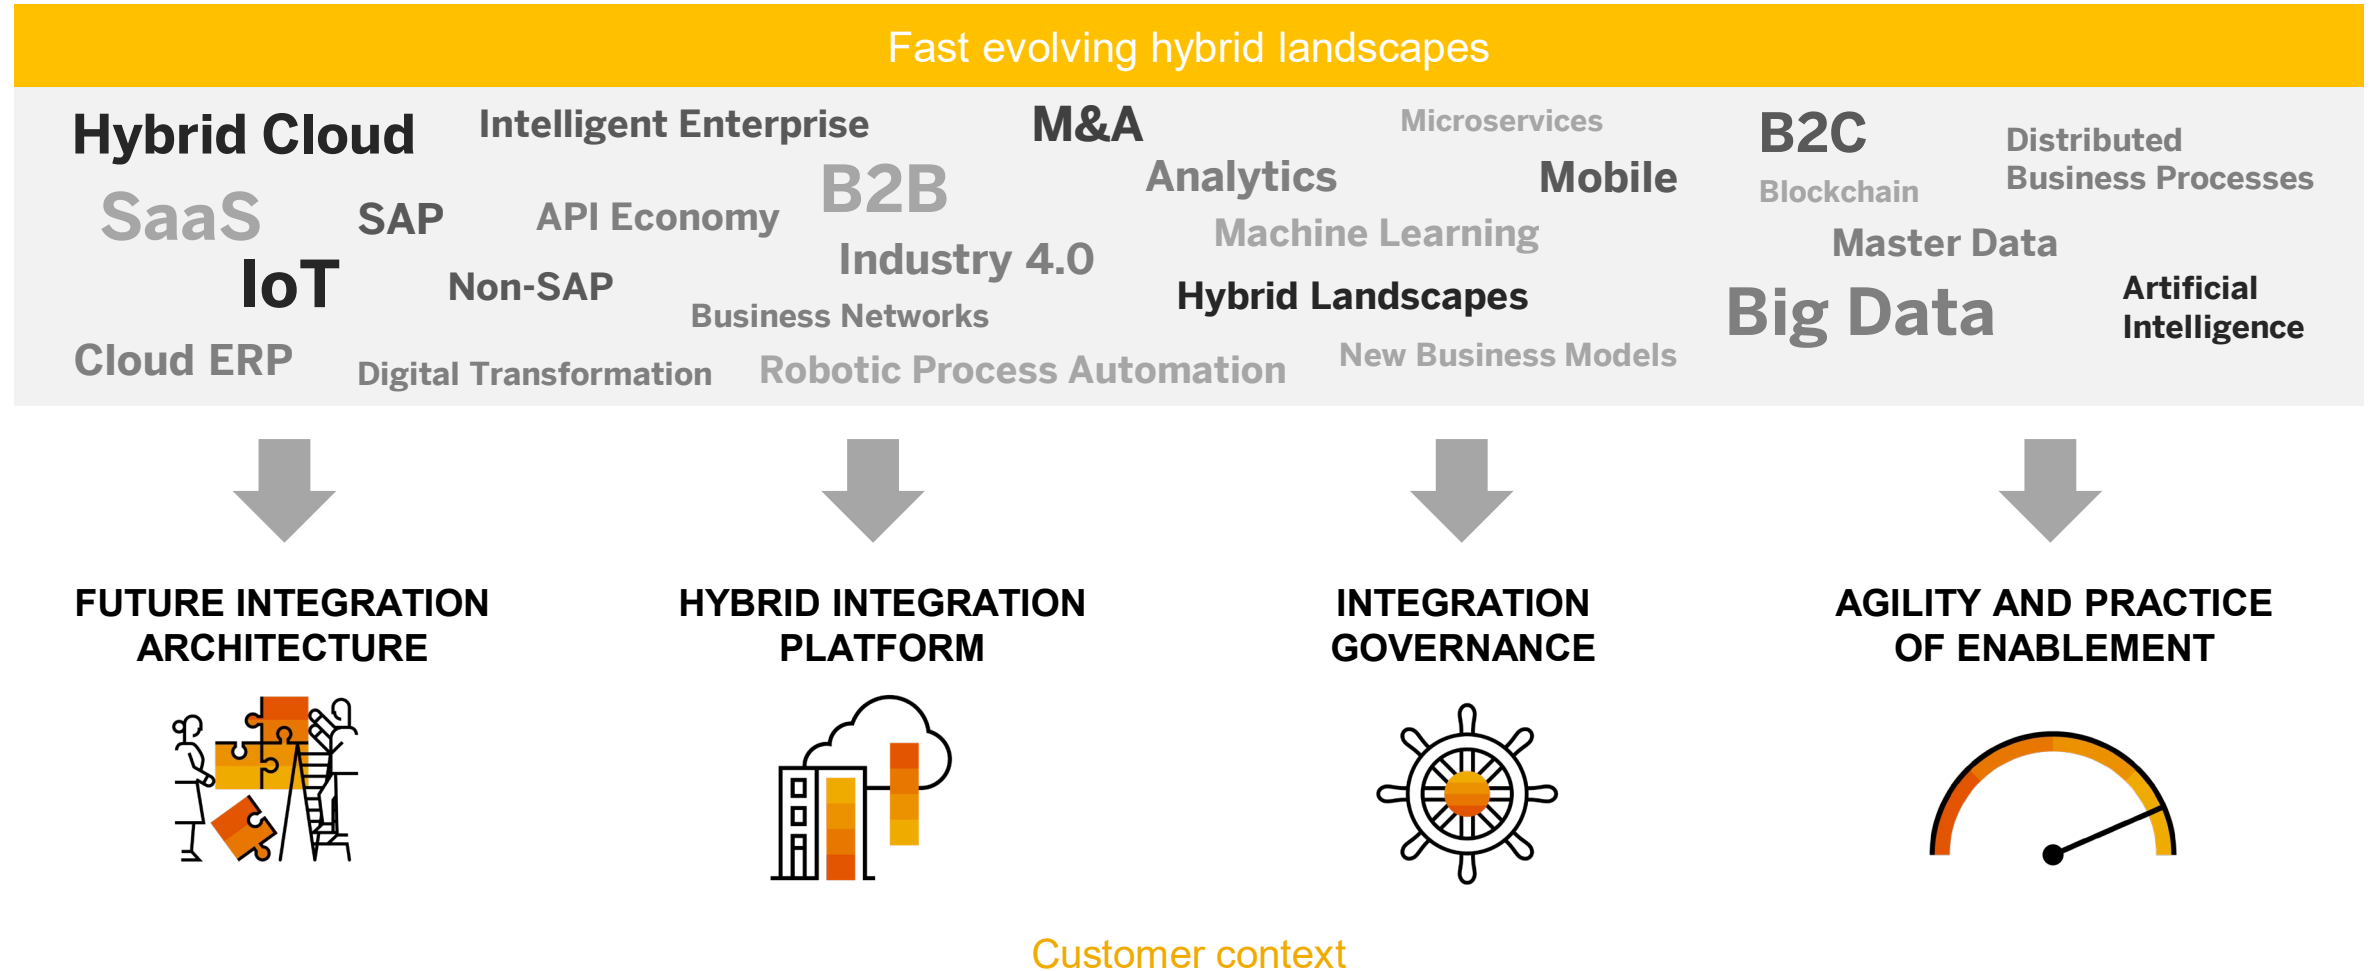 Fast evolving hybrid landscapes
Hybrid Cloud
Intelligent Enterprise
M&A
Microservices
B2C
Distributed
Business Processes
SaaS
SAP
API Economy
B2B
Analytics
Mobile
Blockchain
Machine Learning
Master Data
IoT
Non-SAP
Industry 4.0
Hybrid Landscapes
Big Data
Artificial
Intelligence
Business Networks
Cloud ERP
Digital Transformation
Robotic Process Automation
New Business Models
FUTURE INTEGRATION
ARCHITECTURE
HYBRID INTEGRATION
PLATFORM
INTEGRATION
GOVERNANCE
AGILITY AND PRACTICE
OF ENABLEMENT
Customer context